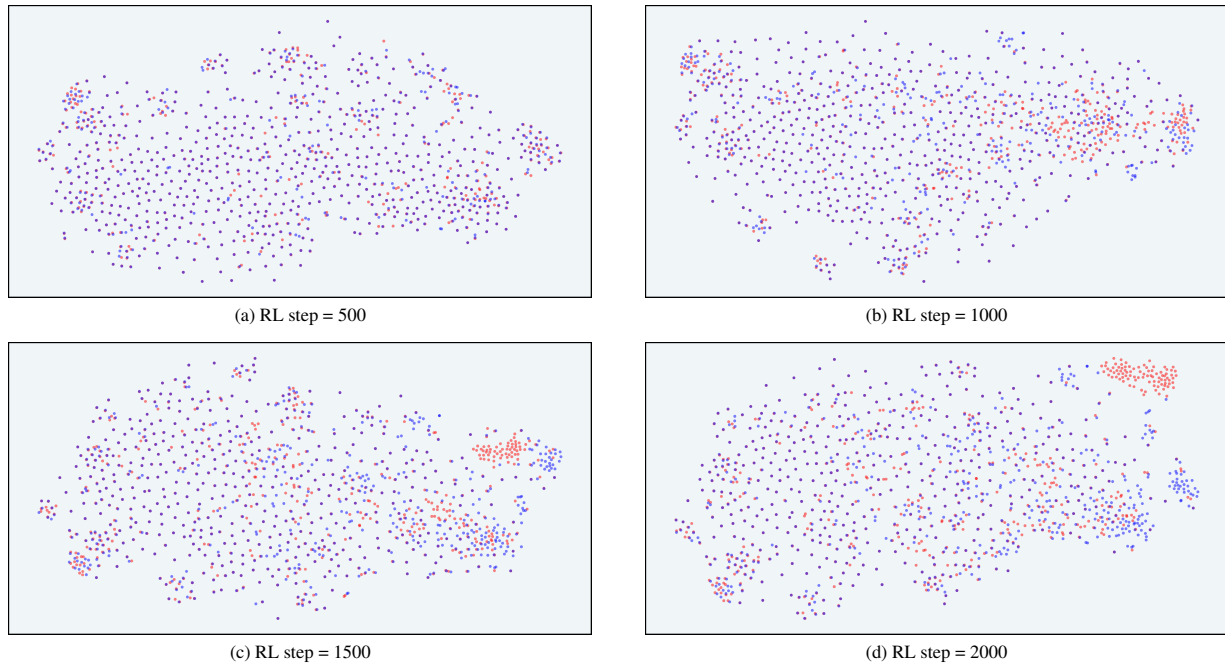 (a) RL step = 500
(b) RL step = 1000
(c) RL step = 1500
(d) RL step = 2000